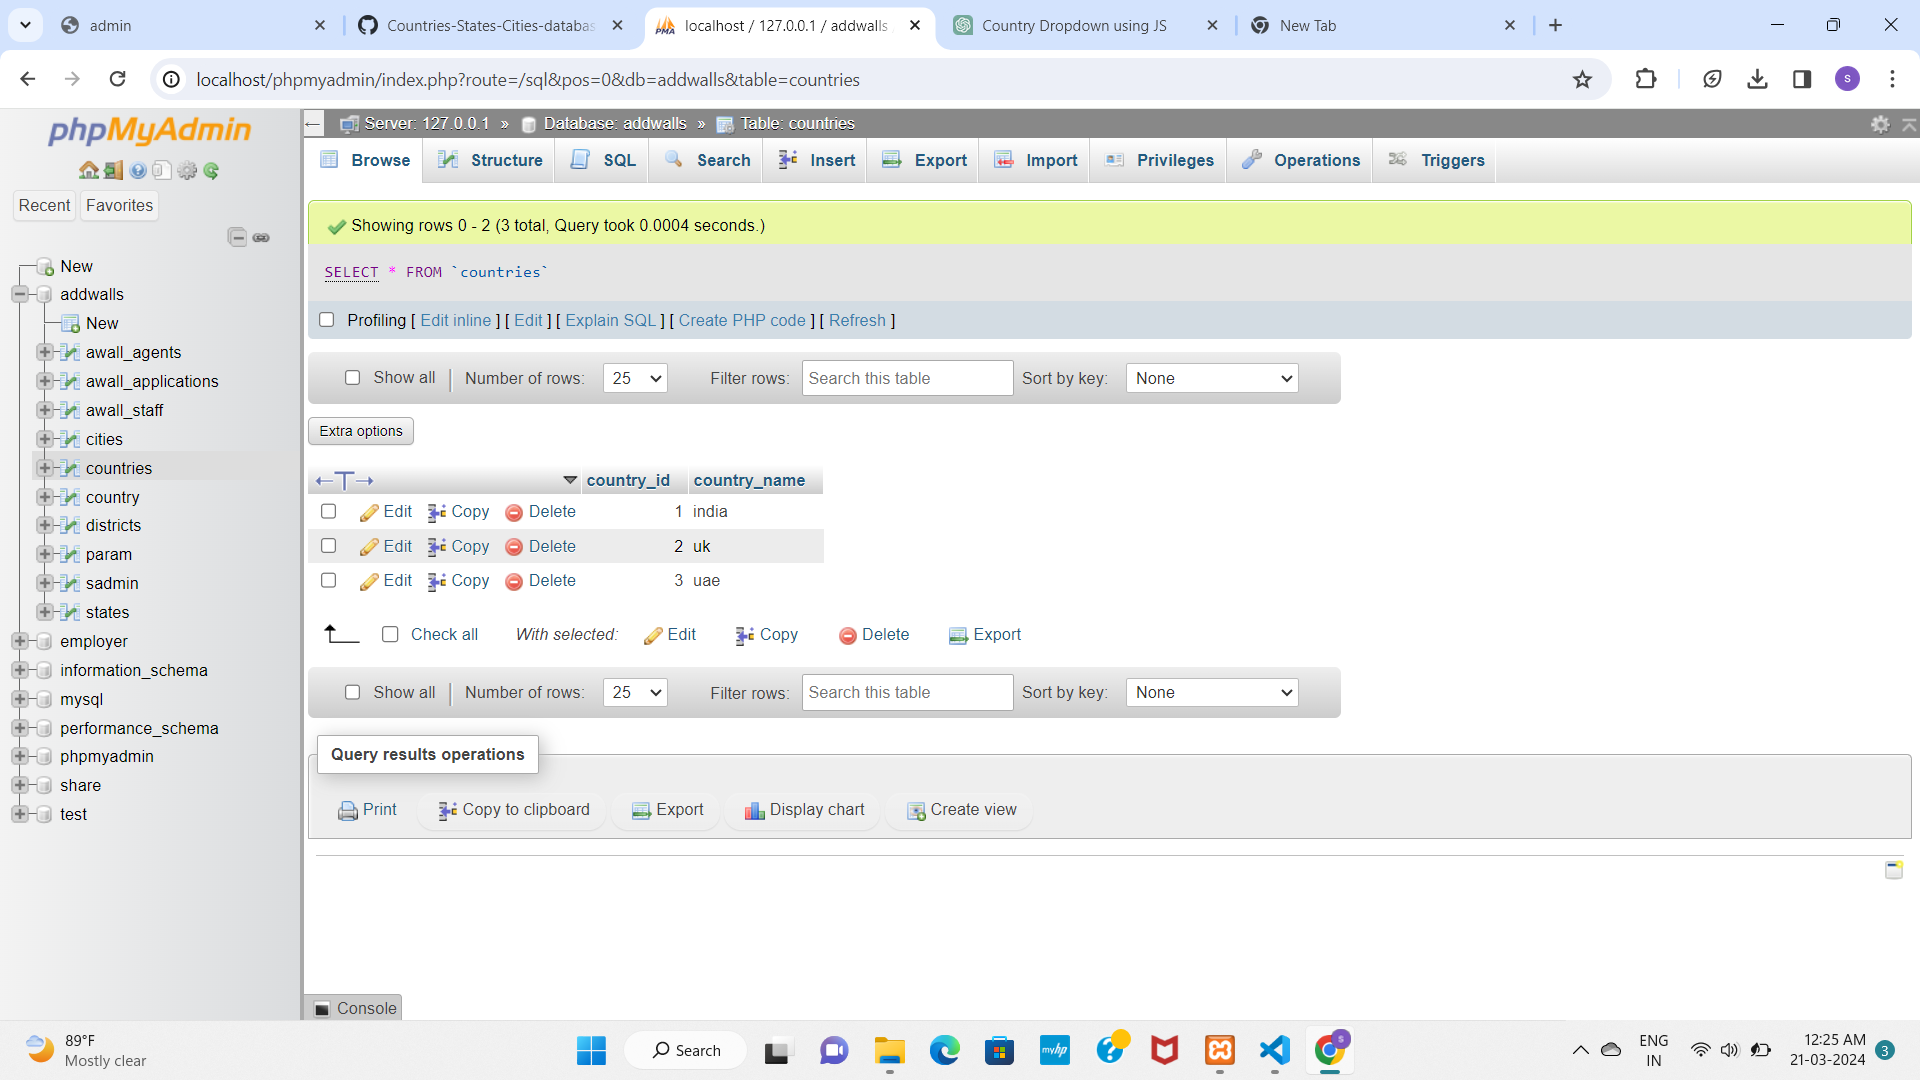 admin
Countries-States-Cities-databas
localhost / 127.0.0.1 / addwalls
Country Dropdown using JS
New Tab
localhost/phpmyadmin/index.php?route=/sql&pos=0&db=addwalls&table=countries
S
phpMyAdmin
Recent
Favorites
New
addwalls
New
awall_agents
awall_applications
awall_staff
cities
countries
country
districts
param
sadmin
states
employer
information_schema
mysql
performance_schema
phpmyadmin
share
test
Server: 127.0.0.1 » Database: addwalls » Table: countries
Browse Structure SQL Search Insert Export Import Privileges Operations Triggers
Showing rows 0 - 2 (3 total, Query took 0.0004 seconds.)
SELECT * FROM `countries`
Profiling [ Edit inline ] [ Edit ] [ Explain SQL ] [ Create PHP code ] [ Refresh ]
Show all Number of rows: 25 Filter rows: Search this table Sort by key: None
Extra options
country_id country_name
Edit Copy Delete 1 india
Edit Copy Delete 2 uk
Edit Copy Delete 3 uae
Check all With selected: Edit Copy Delete Export
Show all Number of rows: 25 Filter rows: Search this table Sort by key: None
Query results operations
Print Copy to clipboard Export Display chart Create view
Console
89°F
Mostly clear
Search
myhp
ENG
IN
12:25 AM
21-03-2024
3